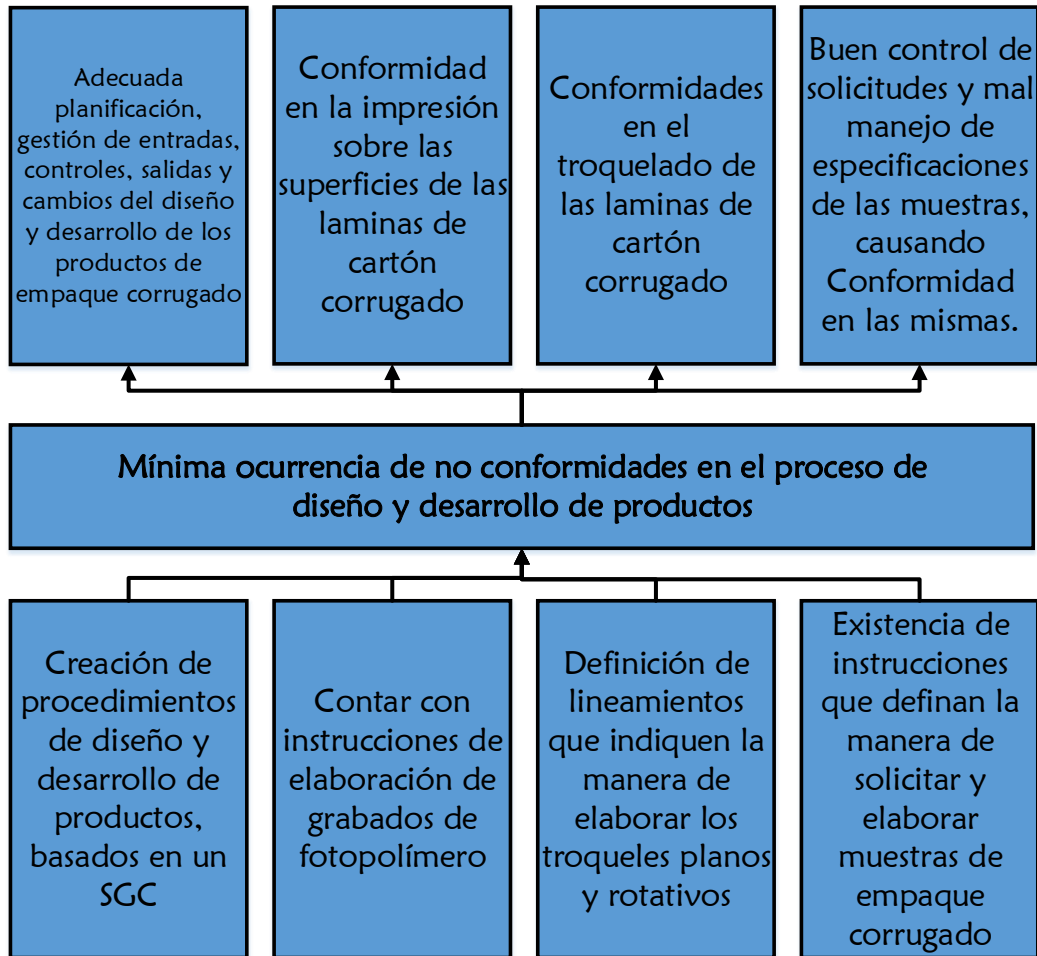 Adecuada
planificación,
gestión de entradas,
controles, salidas y
cambios del diseño
y desarrollo de los
productos de
empaque corrugado
Conformidad
en la impresión
sobre las
superficies de las
laminas de
cartón
corrugado
Conformidades
en el
troquelado de
las laminas de
cartón
corrugado
Buen control de
solicitudes y mal
manejo de
especificaciones
de las muestras,
causando
Conformidad
en las mismas.
Mínima ocurrencia de no conformidades en el proceso de
diseño y desarrollo de productos
Creación de
procedimientos
de diseño y
desarrollo de
productos,
basados en un
SGC
Contar con
instrucciones de
elaboración de
grabados de
fotopolímero
Definición de
lineamientos
que indiquen la
manera de
elaborar los
troqueles planos
y rotativos
Existencia de
instrucciones
que definan la
manera de
solicitar y
elaborar
muestras de
empaque
corrugado